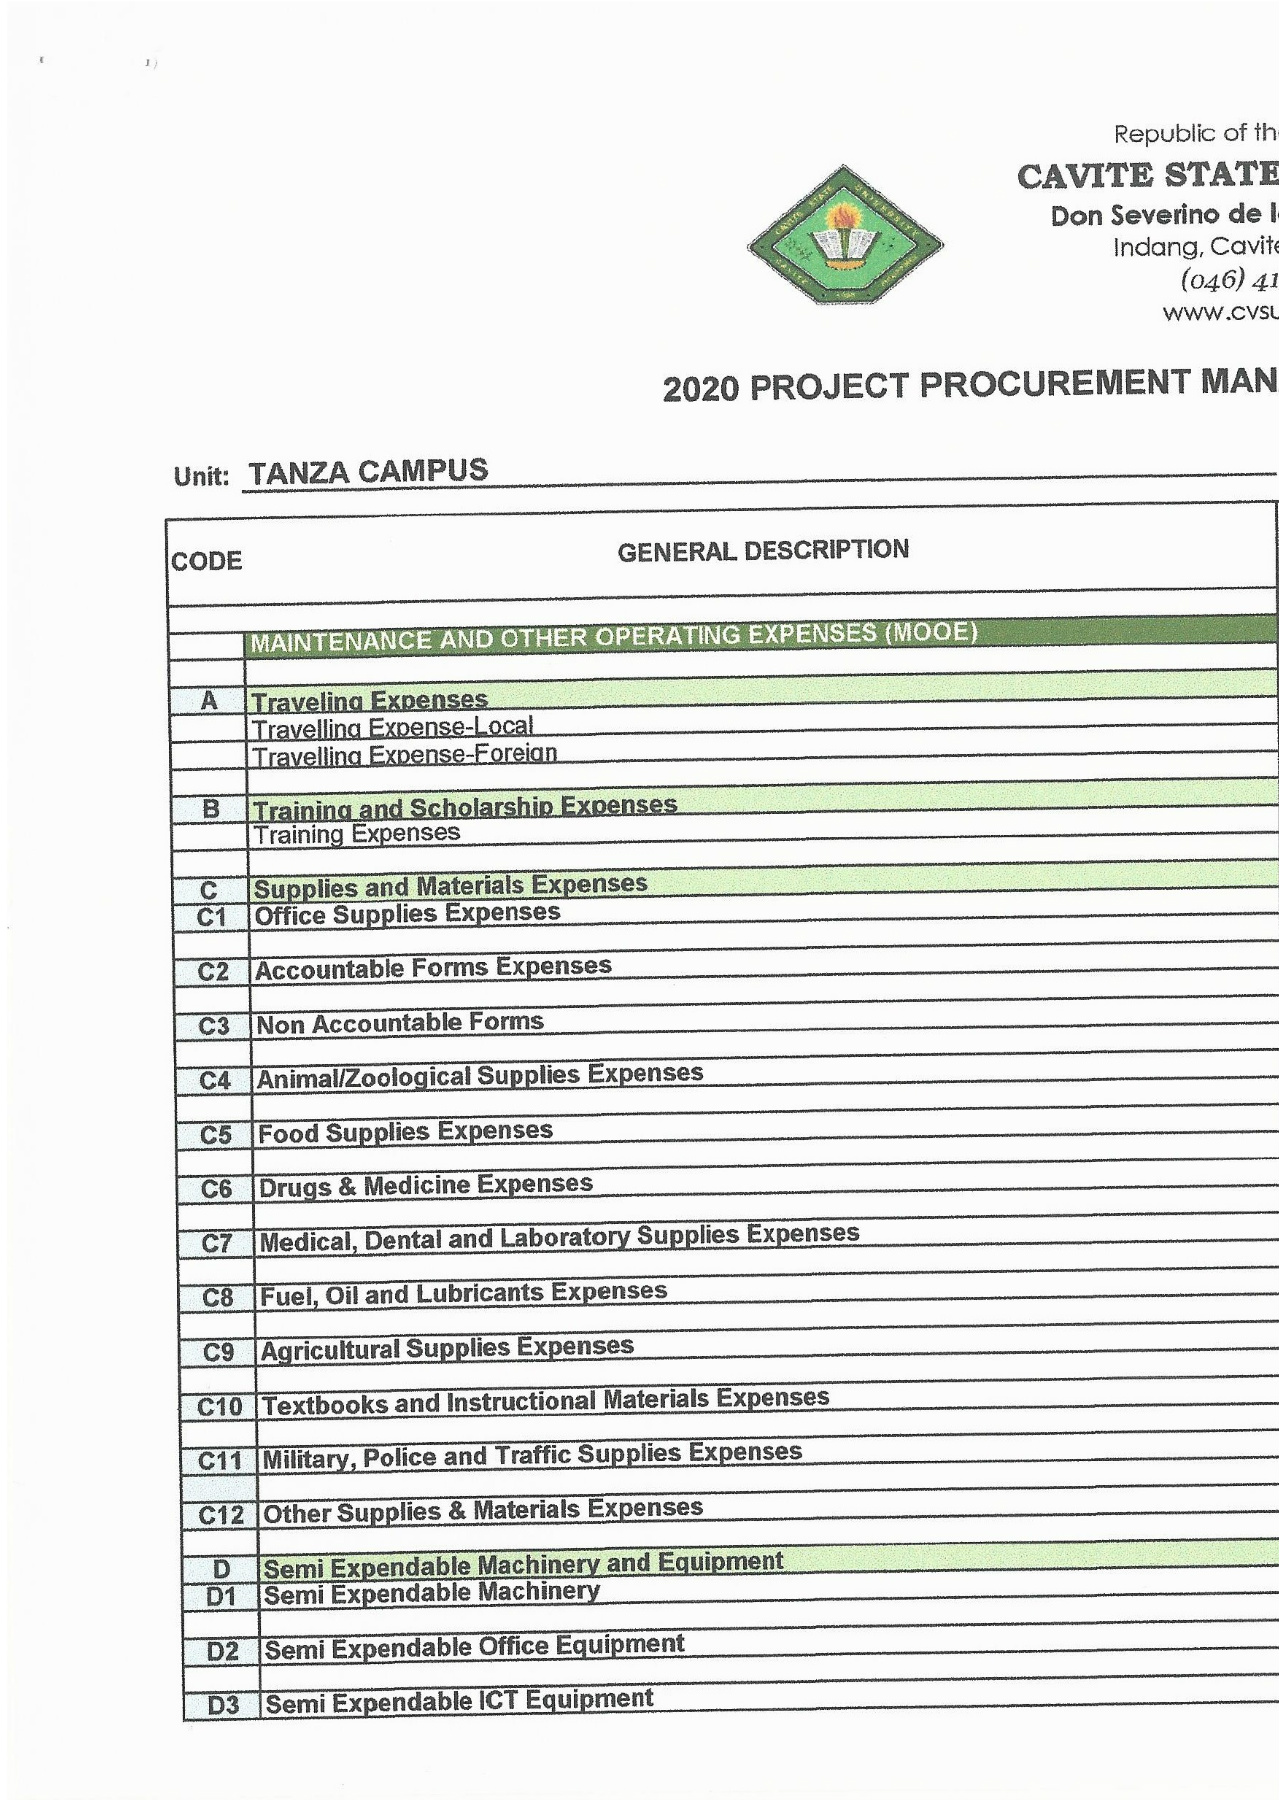 Republic of th
CAVITE STATE
Don Severino de l
Indang, Cavite
(046) 41
www.cvsu
2020 PROJECT PROCUREMENT MAN
Unit: TANZA CAMPUS
CODE GENERAL DESCRIPTION
MAINTENANCE AND OTHER OPERATING EXPENSES (MOOE)
A Traveling Expenses
Travelling Expense-Local
Travelling Expense-Foreign
B Training and Scholarship Expenses
Training Expenses
C Supplies and Materials Expenses
C1 Office Supplies Expenses
C2 Accountable Forms Expenses
C3 Non Accountable Forms
C4 Animal/Zoological Supplies Expenses
C5 Food Supplies Expenses
C6 Drugs & Medicine Expenses
C7 Medical, Dental and Laboratory Supplies Expenses
C8 Fuel, Oil and Lubricants Expenses
C9 Agricultural Supplies Expenses
C10 Textbooks and Instructional Materials Expenses
C11 Military, Police and Traffic Supplies Expenses
C12 Other Supplies & Materials Expenses
D Semi Expendable Machinery and Equipment
D1 Semi Expendable Machinery
D2 Semi Expendable Office Equipment
D3 Semi Expendable ICT Equipment